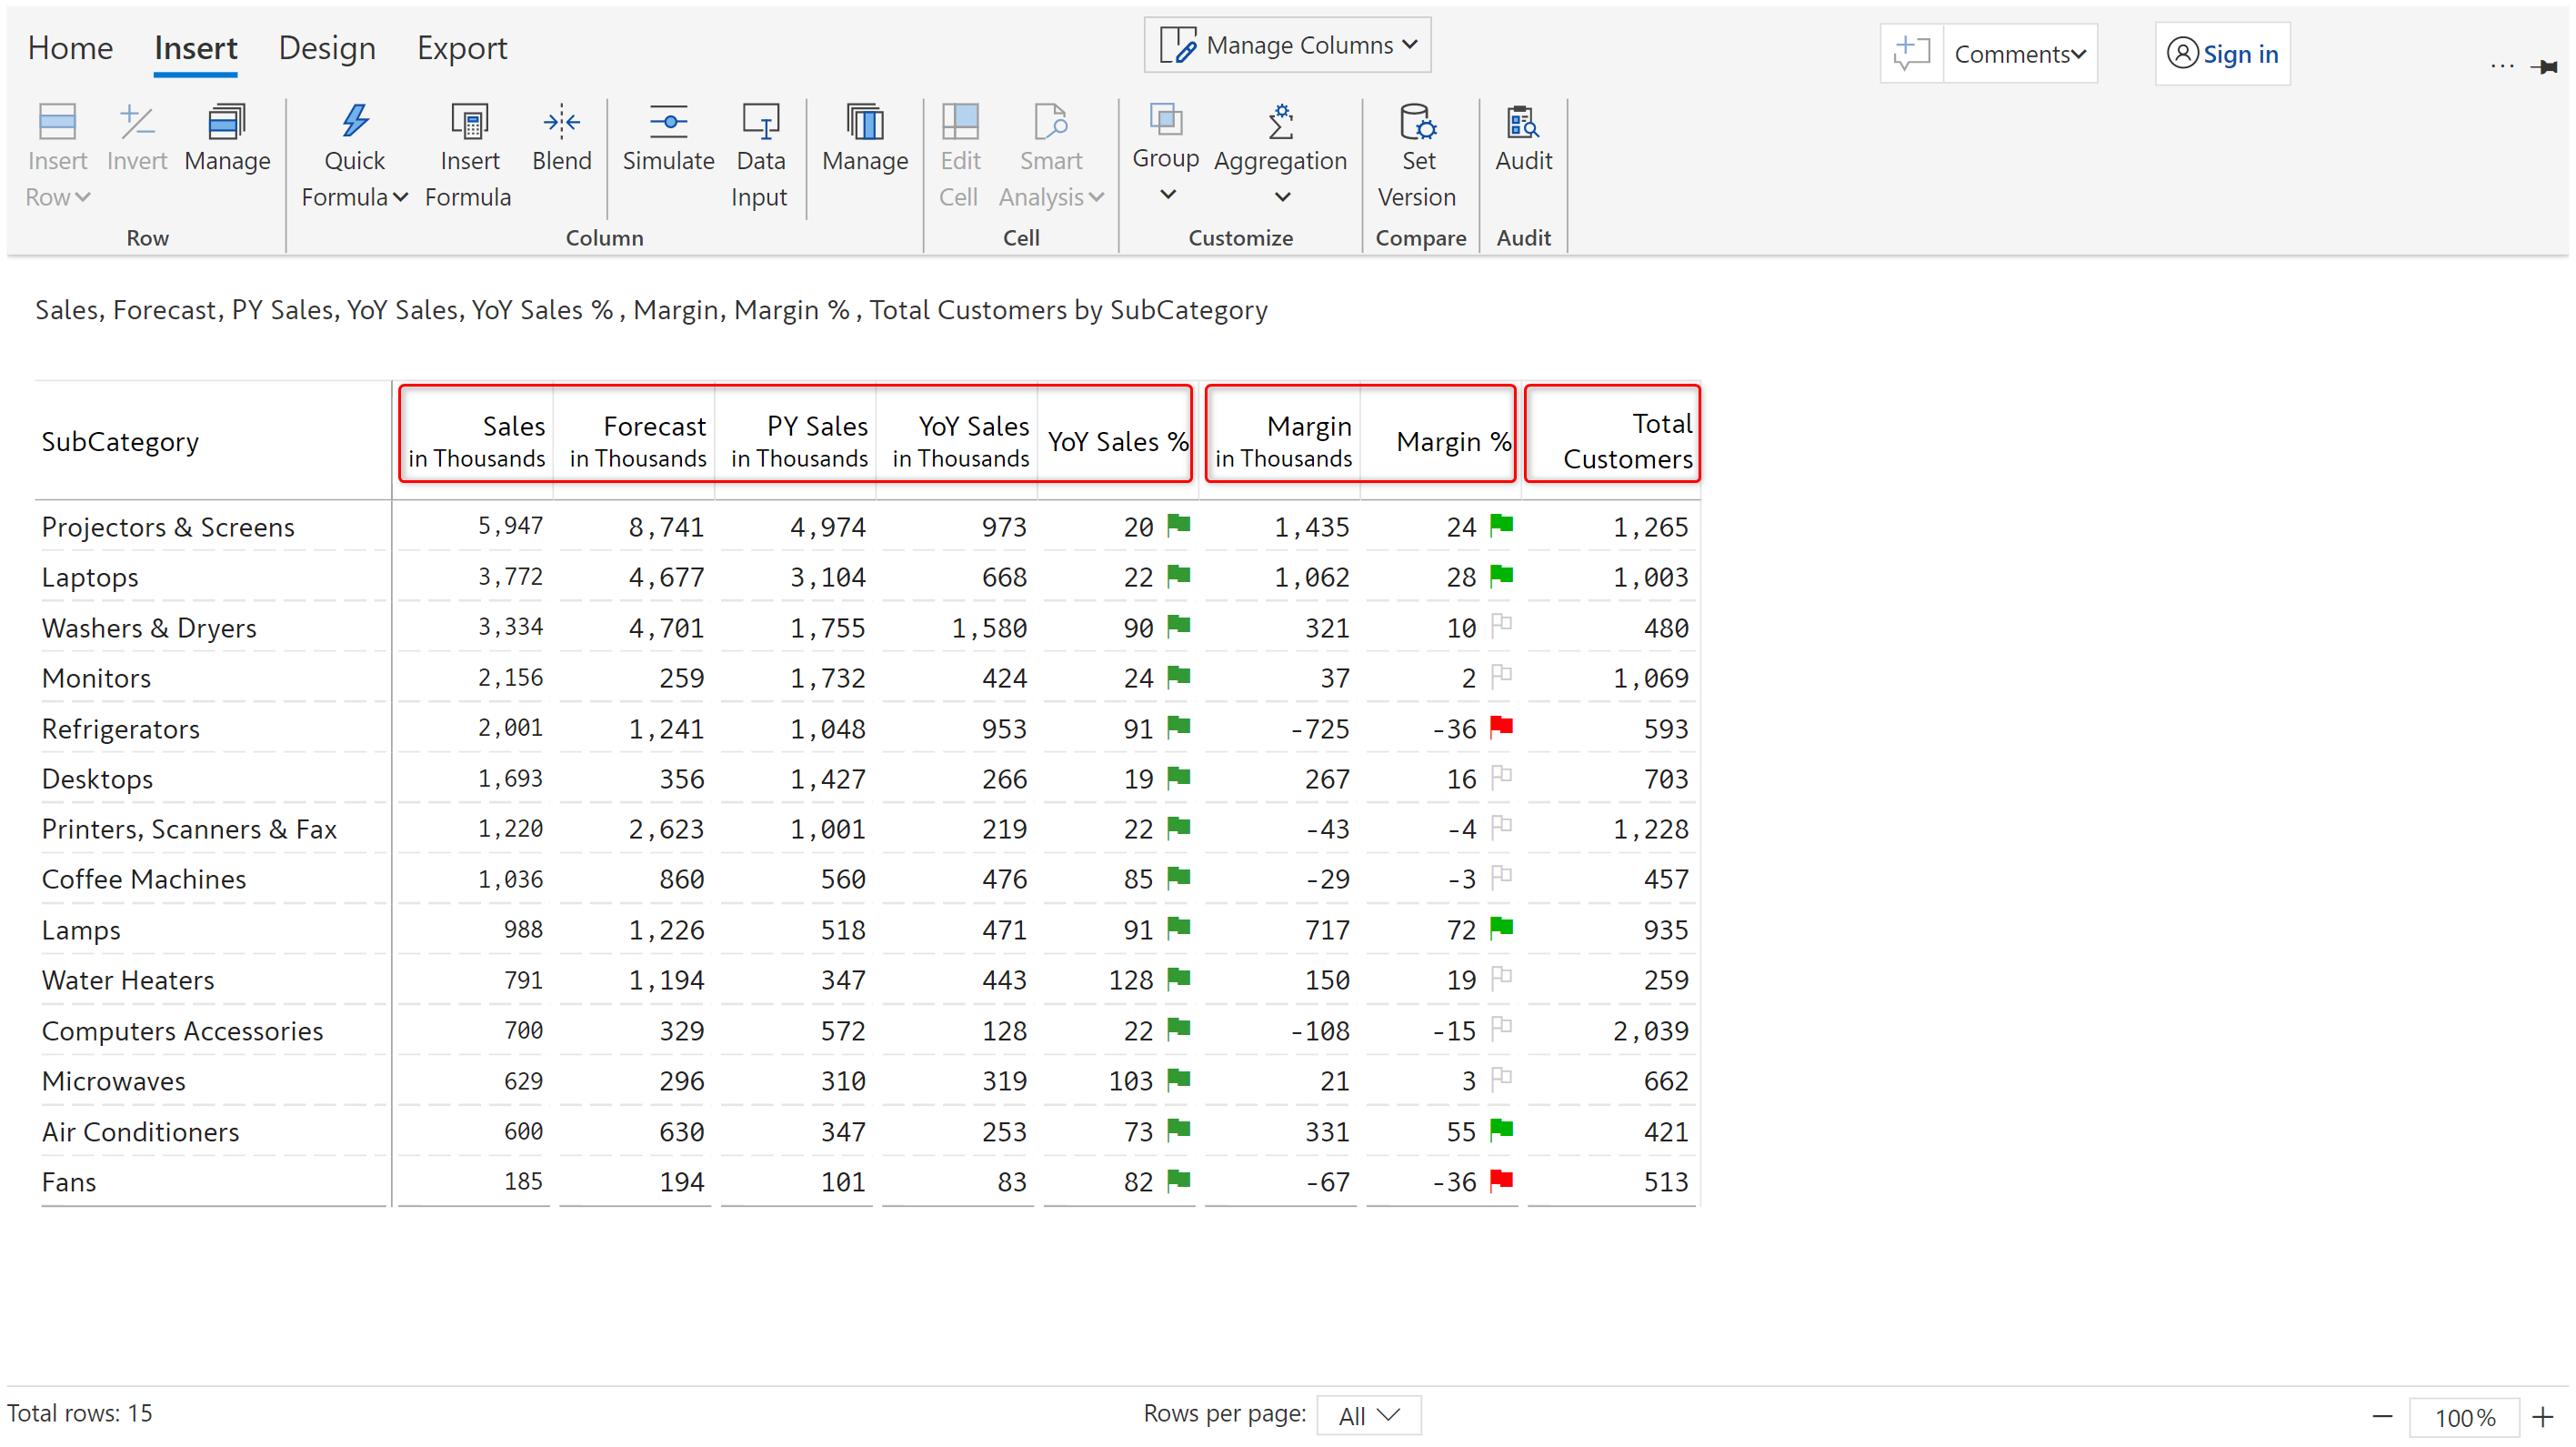 Home Insert Design Export
Manage Columns
Comments
Sign in
...
Insert Row
Invert
Manage
Row
Quick Formula
Insert Formula
Blend
Simulate
Data Input
Manage
Column
Edit Cell
Smart Analysis
Cell
Group
Aggregation
Customize
Set Version
Compare
Audit
Audit
Sales, Forecast, PY Sales, YoY Sales, YoY Sales % , Margin, Margin % , Total Customers by SubCategory
SubCategory Sales in Thousands Forecast in Thousands PY Sales in Thousands YoY Sales in Thousands YoY Sales % Margin in Thousands Margin % Total Customers
Projectors & Screens 5,947 8,741 4,974 973 20 1,435 24 1,265
Laptops 3,772 4,677 3,104 668 22 1,062 28 1,003
Washers & Dryers 3,334 4,701 1,755 1,580 90 321 10 480
Monitors 2,156 259 1,732 424 24 37 2 1,069
Refrigerators 2,001 1,241 1,048 953 91 -725 -36 593
Desktops 1,693 356 1,427 266 19 267 16 703
Printers, Scanners & Fax 1,220 2,623 1,001 219 22 -43 -4 1,228
Coffee Machines 1,036 860 560 476 85 -29 -3 457
Lamps 988 1,226 518 471 91 717 72 935
Water Heaters 791 1,194 347 443 128 150 19 259
Computers Accessories 700 329 572 128 22 -108 -15 2,039
Microwaves 629 296 310 319 103 21 3 662
Air Conditioners 600 630 347 253 73 331 55 421
Fans 185 194 101 83 82 -67 -36 513
Total rows: 15
Rows per page: All
100%